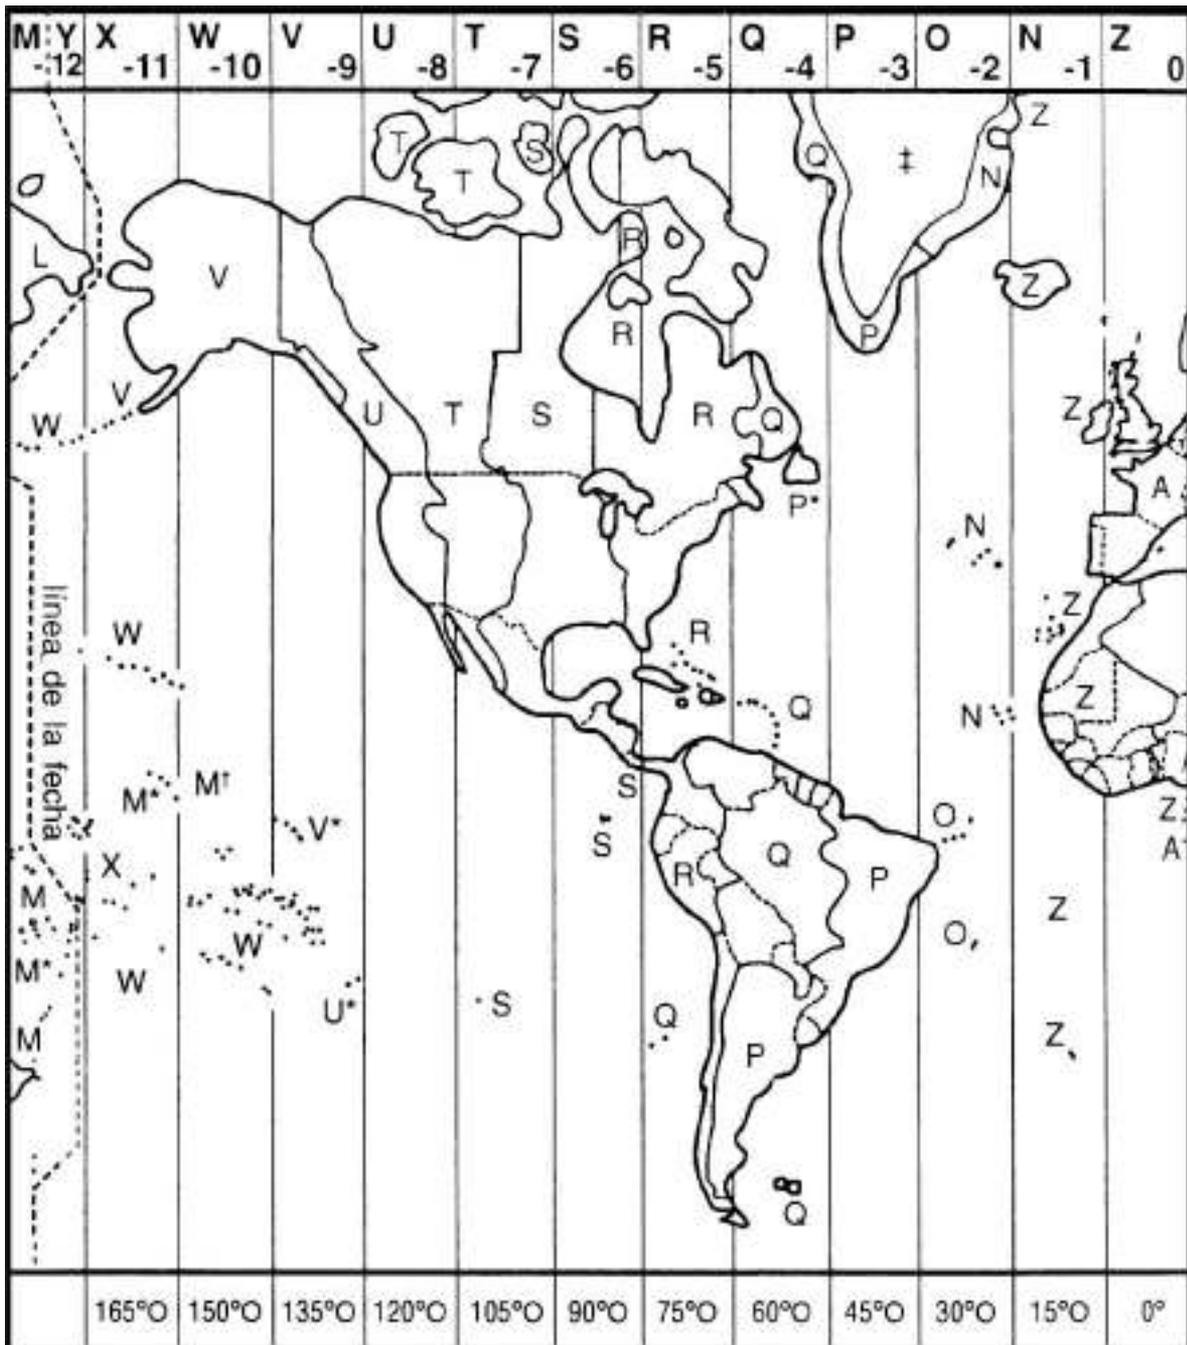 M Y X W V U T S R Q P O N Z
-12 -11 -10 -9 -8 -7 -6 -5 -4 -3 -2 -1 0
Z
T S Q ‡
T N
R
L V Z
R P
V
W U T S R Q Z
A
P*
N
línea de la fecha
W R Z
Z
Q N
M* M† S
V* O Z
S A
X Q
M R P
W O Z
M* W
U* S Q
M P Z
Q
165°O 150°O 135°O 120°O 105°O 90°O 75°O 60°O 45°O 30°O 15°O 0°